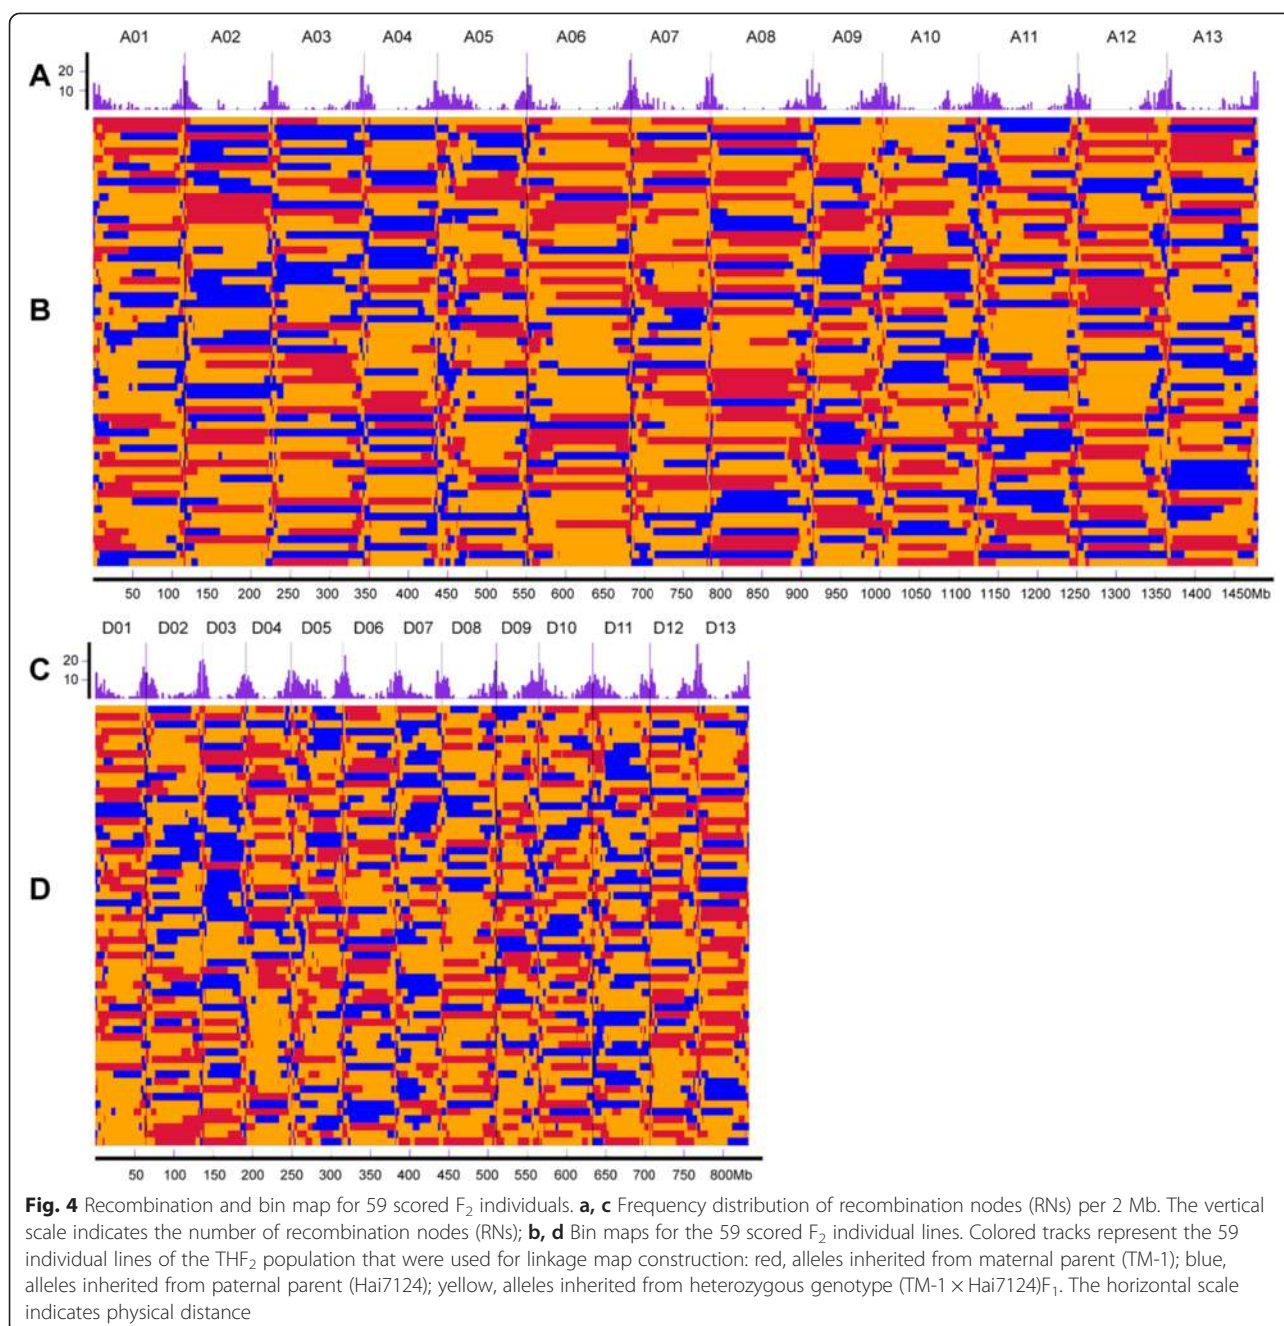 A01 A02 A03 A04 A05 A06 A07 A08 A09 A10 A11 A12 A13
A
20
10
B
50 100 150 200 250 300 350 400 450 500 550 600 650 700 750 800 850 900 950 1000 1050 1100 1150 1200 1250 1300 1350 1400 1450Mb
D01 D02 D03 D04 D05 D06 D07 D08 D09 D10 D11 D12 D13
C
20
10
D
50 100 150 200 250 300 350 400 450 500 550 600 650 700 750 800Mb
Fig. 4 Recombination and bin map for 59 scored F2 individuals. a, c Frequency distribution of recombination nodes (RNs) per 2 Mb. The vertical
scale indicates the number of recombination nodes (RNs); b, d Bin maps for the 59 scored F2 individual lines. Colored tracks represent the 59
individual lines of the THF2 population that were used for linkage map construction: red, alleles inherited from maternal parent (TM-1); blue,
alleles inherited from paternal parent (Hai7124); yellow, alleles inherited from heterozygous genotype (TM-1 × Hai7124)F1. The horizontal scale
indicates physical distance